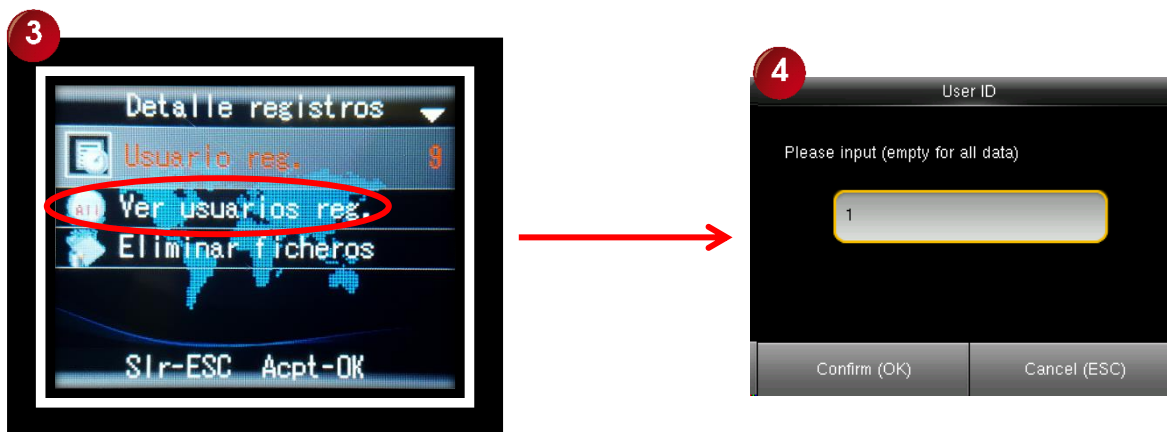 3
Detalle registros
Usuario reg. 9
All Ver usuarios reg.
Eliminar ficheros
Slr-ESC Acpt-OK
4
User ID
Please input (empty for all data)
1
Confirm (OK) Cancel (ESC)